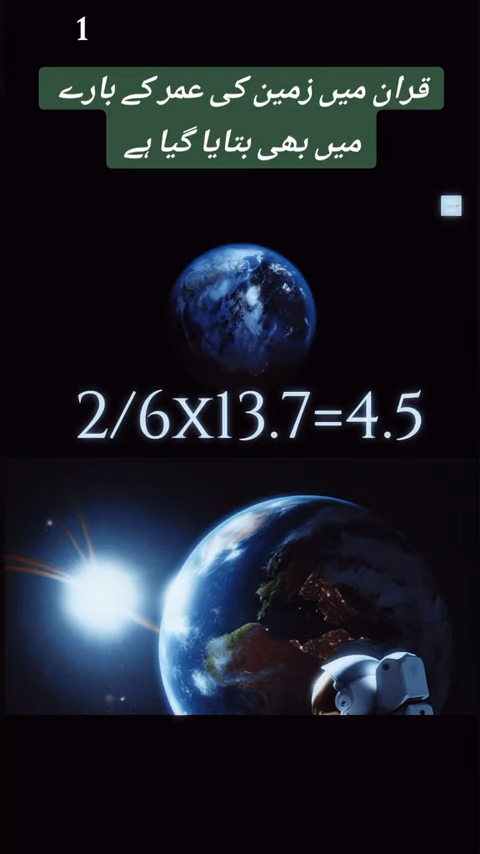 1
قران میں زمین کی عمر کے بارے
میں بھی بتایا گیا ہے
2/6x13.7=4.5